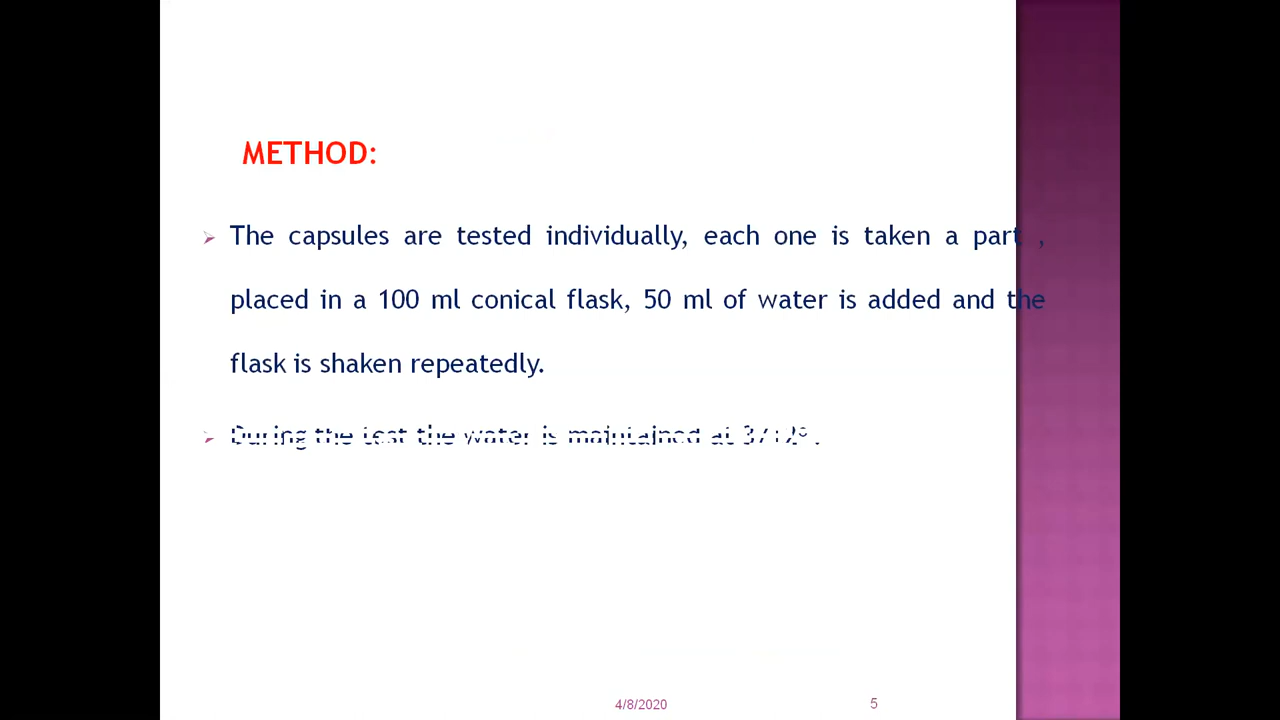 METHOD:
The capsules are tested individually, each one is taken a part ,
placed in a 100 ml conical flask, 50 ml of water is added and the
flask is shaken repeatedly.
During the test the water is maintained at
4/8/2020
5